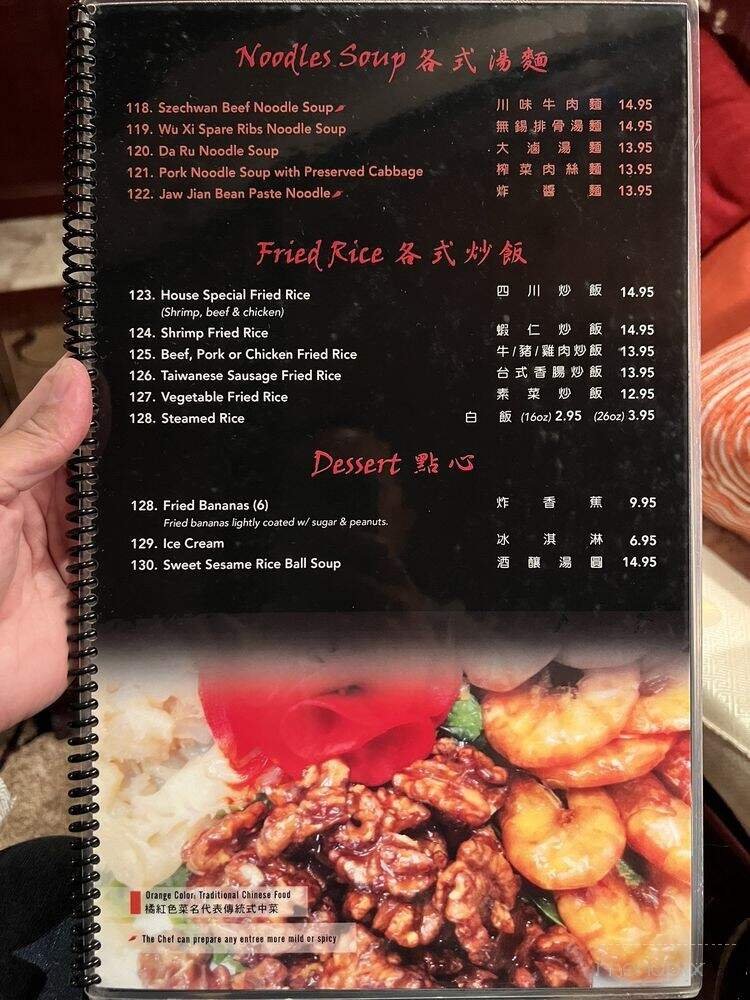 Noodles Soup 各式湯麵
118. Szechwan Beef Noodle Soup 川味牛肉麵 14.95
119. Wu Xi Spare Ribs Noodle Soup 無錫排骨湯麵 14.95
120. Da Ru Noodle Soup 大滷湯麵 13.95
121. Pork Noodle Soup with Preserved Cabbage 榨菜肉絲麵 13.95
122. Jaw Jian Bean Paste Noodle 炸醬麵 13.95
Fried Rice 各式炒飯
123. House Special Fried Rice 四川炒飯 14.95
(Shrimp, beef & chicken)
124. Shrimp Fried Rice 蝦仁炒飯 14.95
125. Beef, Pork or Chicken Fried Rice 牛/豬/雞肉炒飯 13.95
126. Taiwanese Sausage Fried Rice 台式香腸炒飯 13.95
127. Vegetable Fried Rice 素菜炒飯 12.95
128. Steamed Rice 白飯 (16oz) 2.95 (26oz) 3.95
Dessert 點心
128. Fried Bananas (6) 炸香蕉 9.95
Fried bananas lightly coated w/ sugar & peanuts.
129. Ice Cream 冰淇淋 6.95
130. Sweet Sesame Rice Ball Soup 酒釀湯圓 14.95
Orange Color: Traditional Chinese Food
橘紅色菜名代表傳統式中菜
The Chef can prepare any entree more mild or spicy